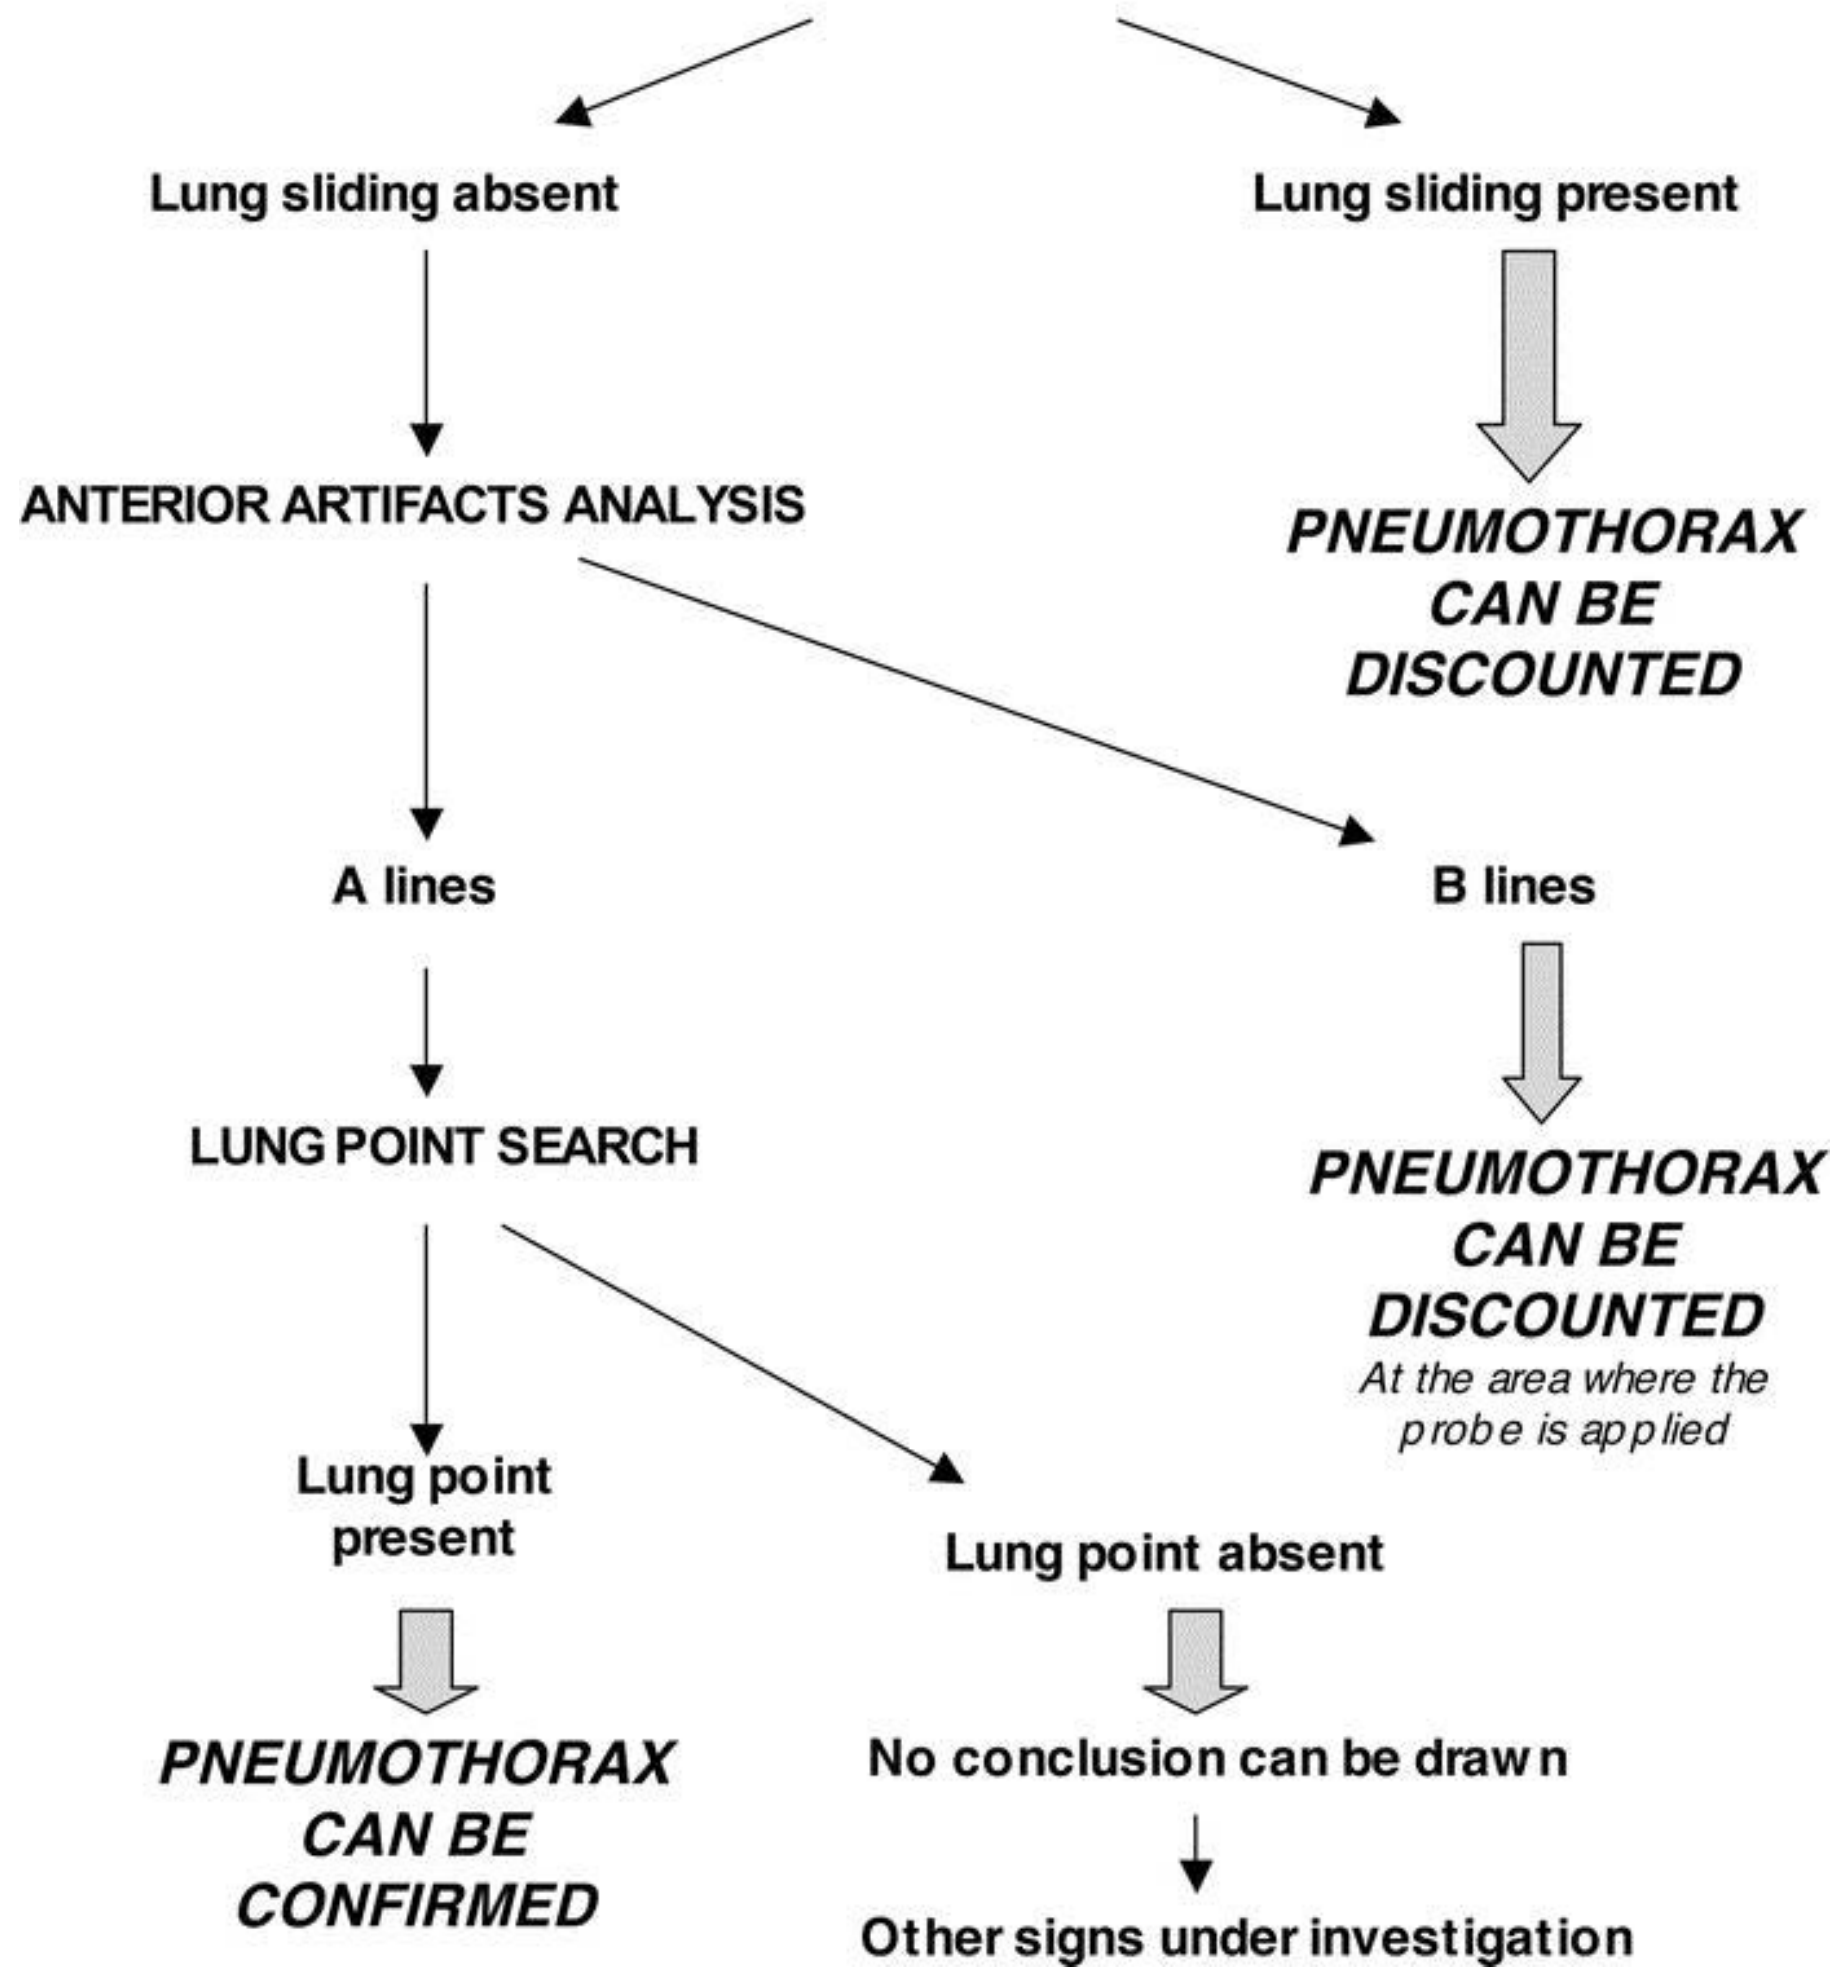 Lung sliding absent
Lung sliding present
ANTERIOR ARTIFACTS ANALYSIS
PNEUMOTHORAX
CAN BE
DISCOUNTED
A lines
B lines
LUNG POINT SEARCH
PNEUMOTHORAX
CAN BE
DISCOUNTED
At the area where the
probe is applied
Lung point
present
Lung point absent
PNEUMOTHORAX
CAN BE
CONFIRMED
No conclusion can be drawn
Other signs under investigation